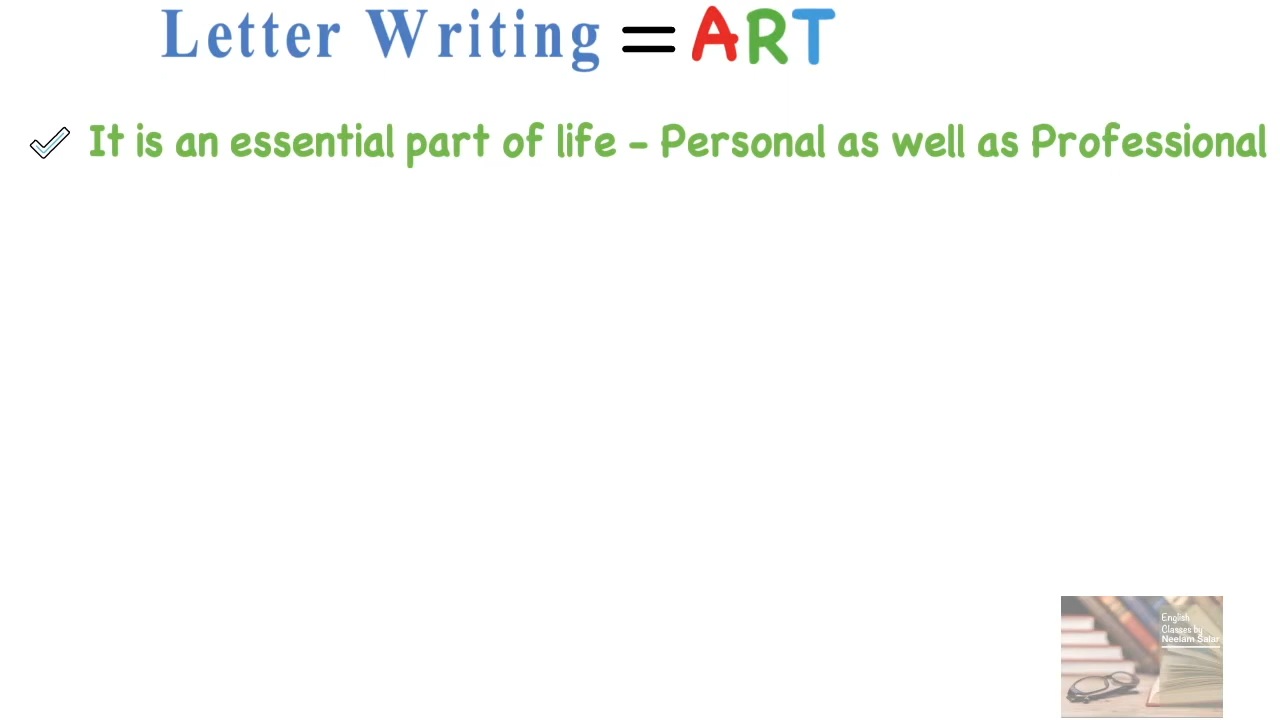 Letter Writing = ART
It is an essential part of life - Personal as well as Professional
English
Classes by
Neelam Salar